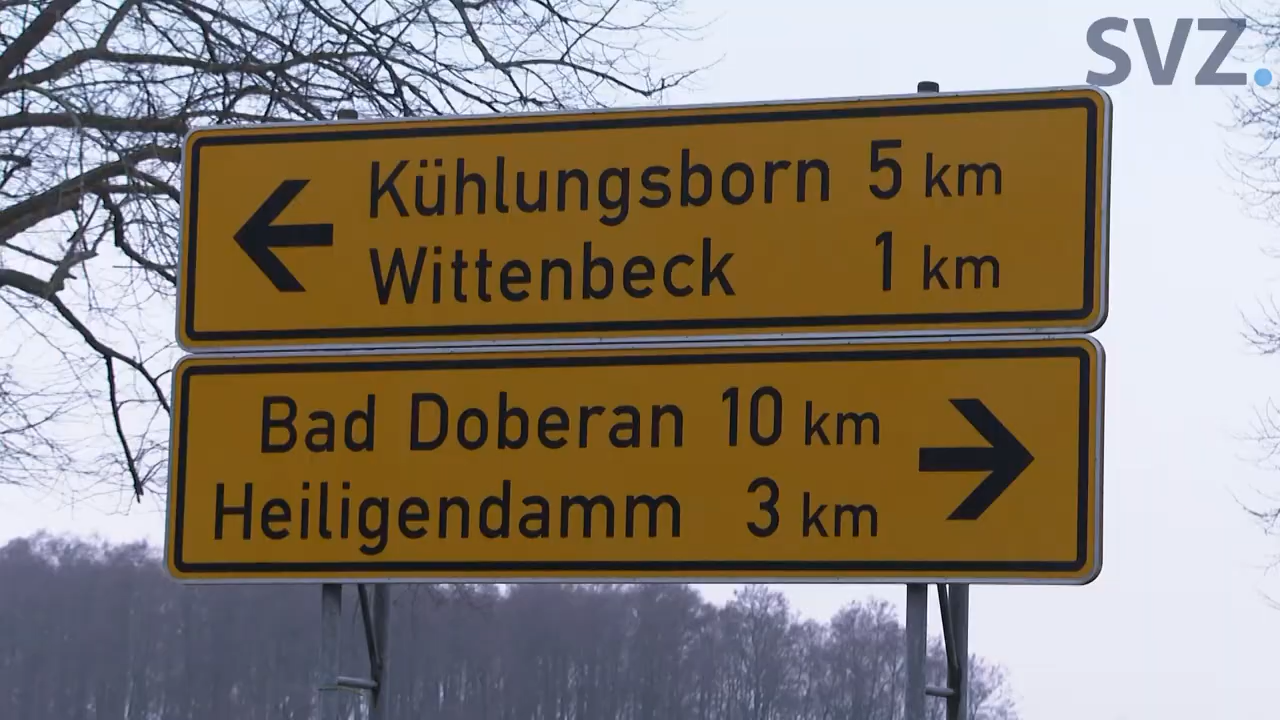 SVZ.
Kühlungsborn 5 km
Wittenbeck 1 km
Bad Doberan 10 km
Heiligendamm 3 km